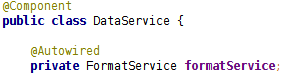 @Component
public class DataService {
@Autowired
private FormatService formatService;